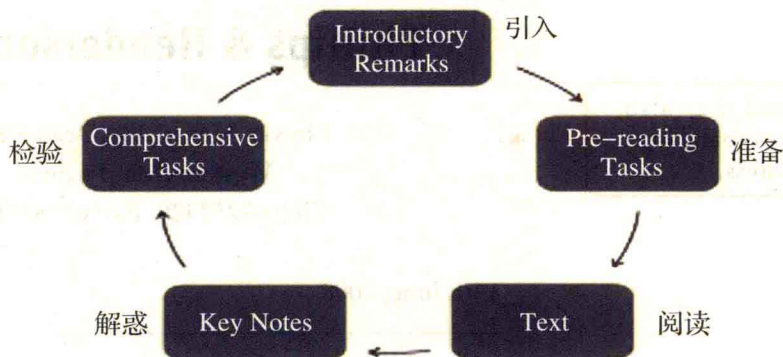 Introductory
Remarks
引入
Pre-reading
Tasks
准备
Text
阅读
Key Notes
解惑
Comprehensive
Tasks
检验